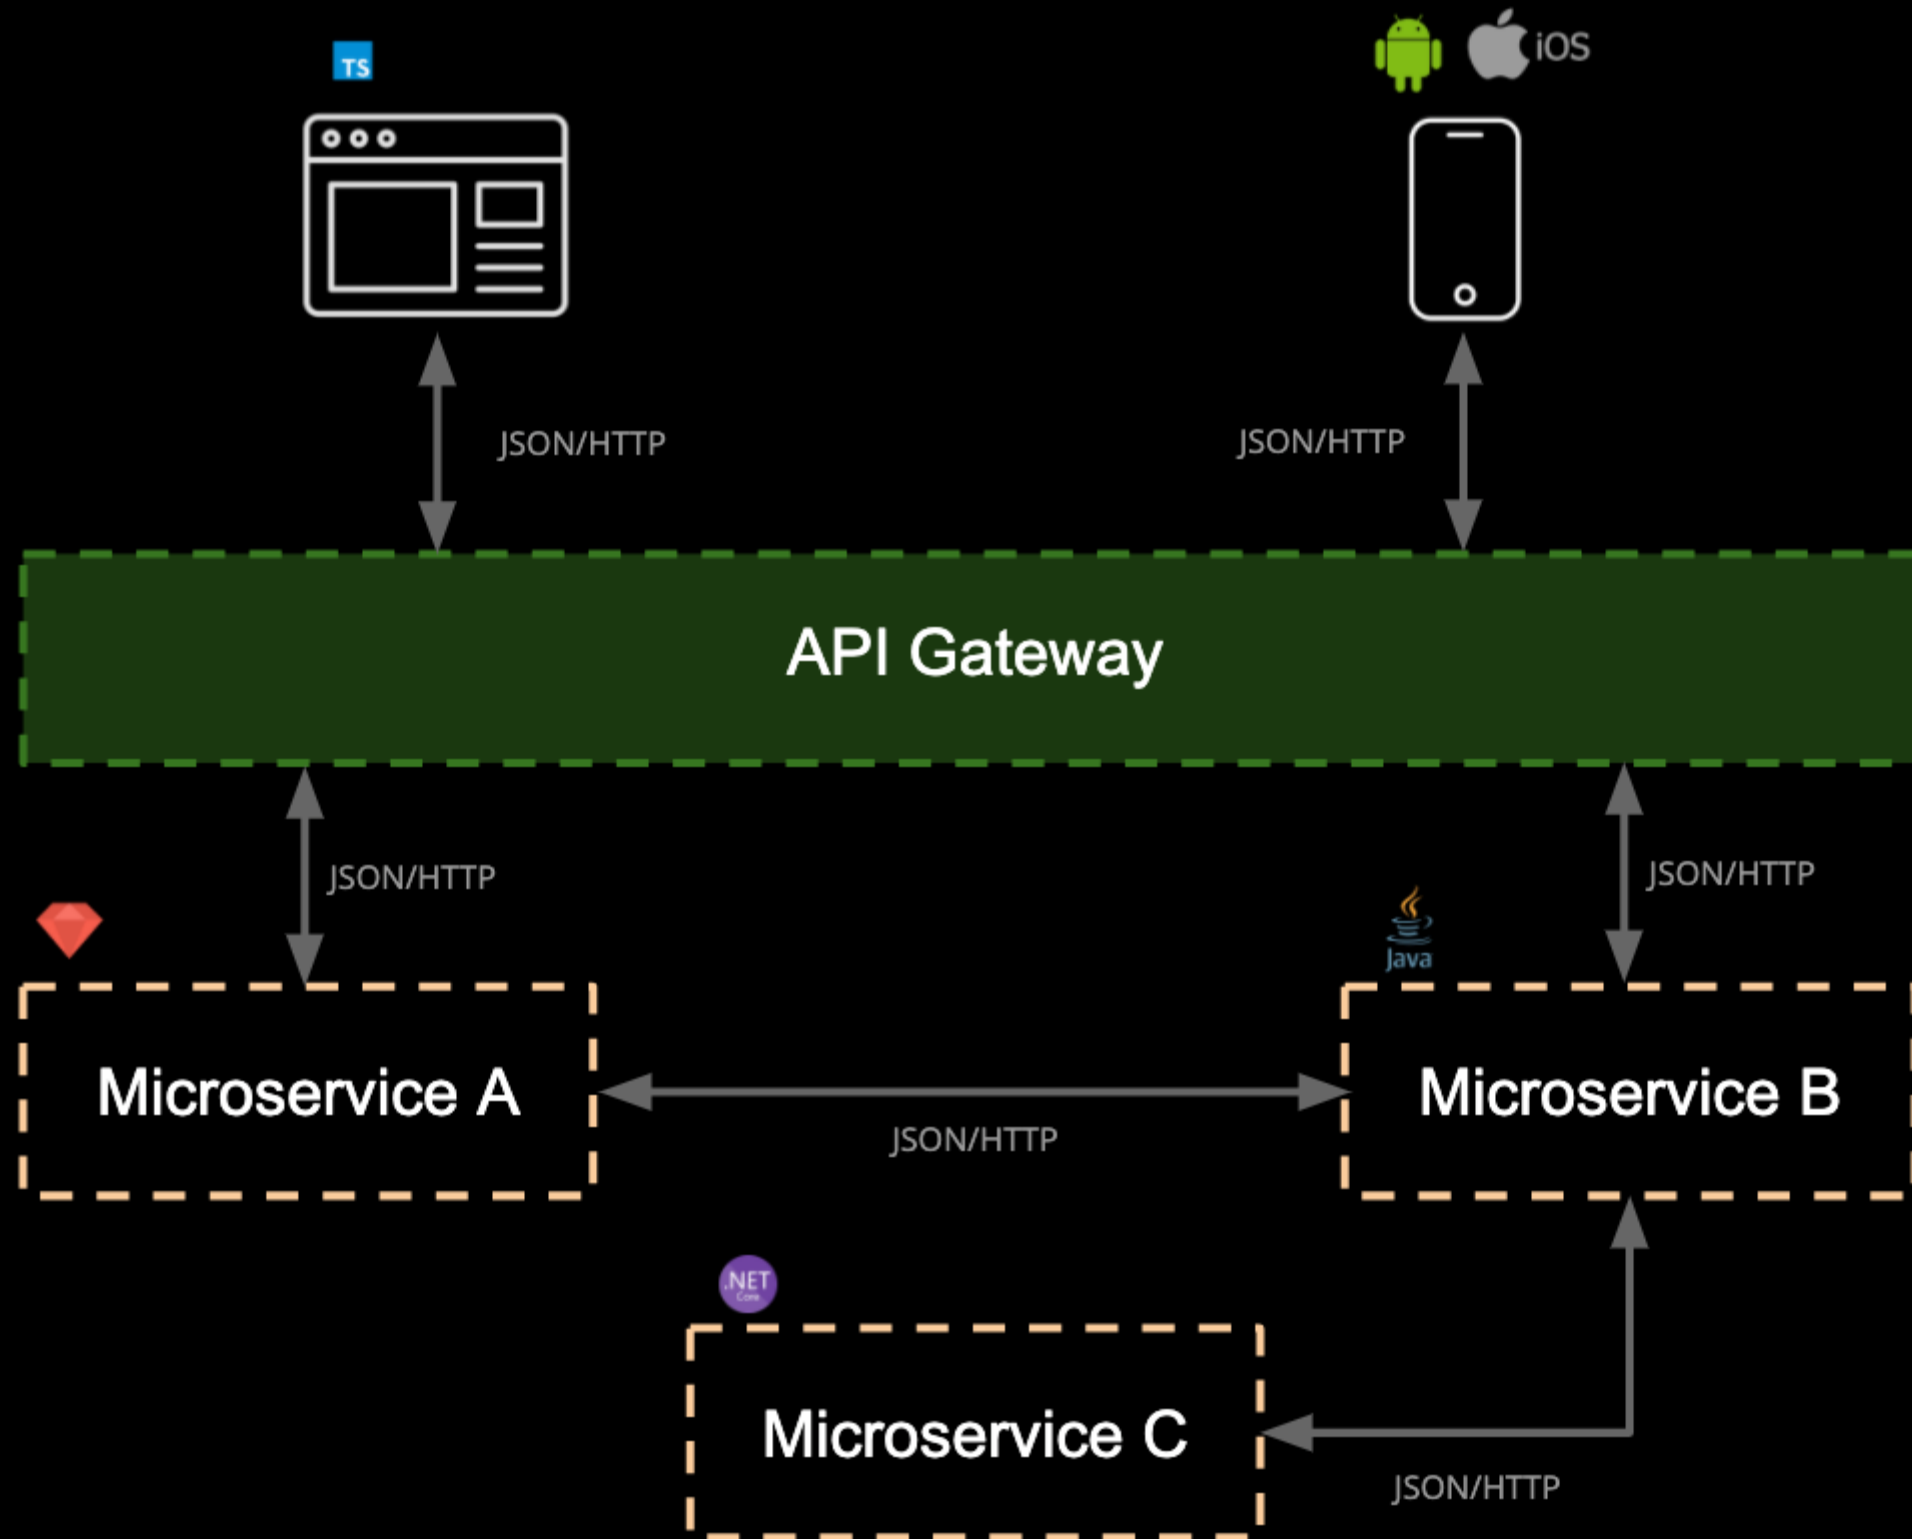 TS
iOS
JSON/HTTP
JSON/HTTP
API Gateway
JSON/HTTP
JSON/HTTP
Java
Microservice A
Microservice B
JSON/HTTP
.NET
Core
Microservice C
JSON/HTTP